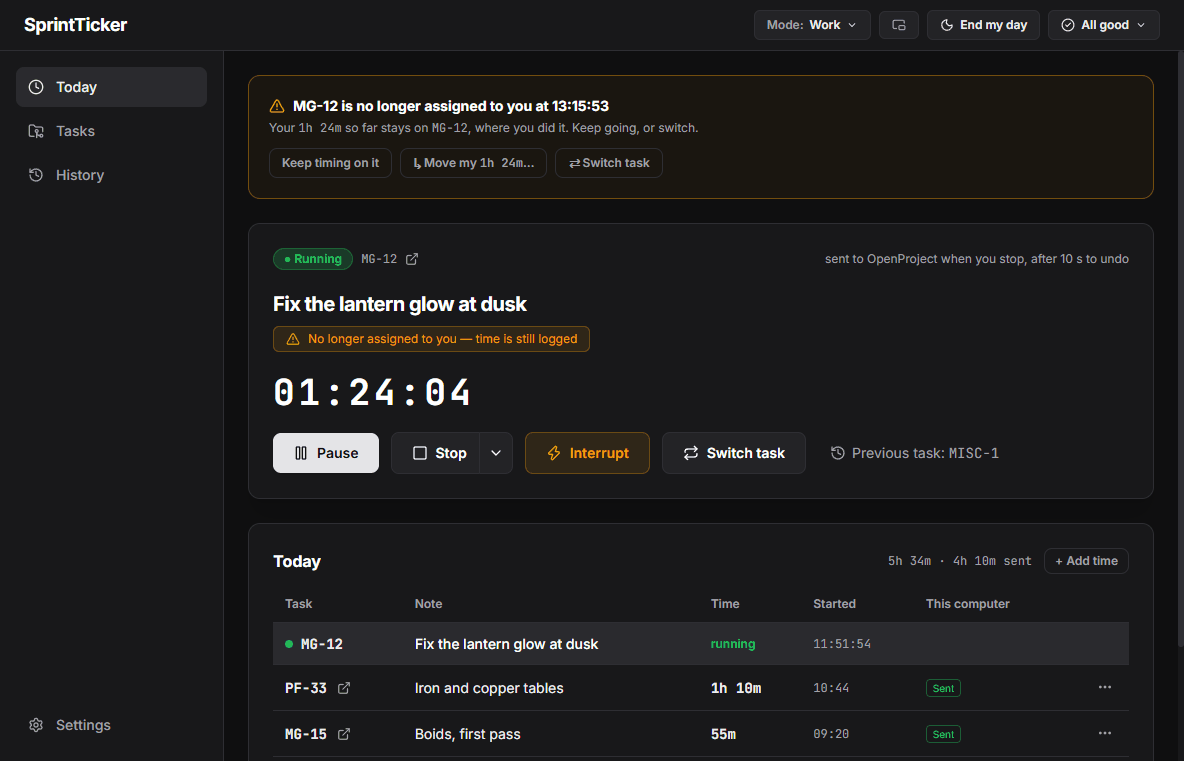 SprintTicker
Mode: Work
End my day
All good
Today
Tasks
History
Settings
MG-12 is no longer assigned to you at 13:15:53
Your 1h 24m so far stays on MG-12, where you did it. Keep going, or switch.
Keep timing on it
↳ Move my 1h 24m…
⇄ Switch task
Running MG-12
sent to OpenProject when you stop, after 10 s to undo
Fix the lantern glow at dusk
No longer assigned to you — time is still logged
01:24:04
Pause
Stop
Interrupt
Switch task
Previous task: MISC-1
Today
5h 34m · 4h 10m sent
+ Add time
Task Note Time Started This computer
MG-12 Fix the lantern glow at dusk running 11:51:54
PF-33 Iron and copper tables 1h 10m 10:44 Sent
MG-15 Boids, first pass 55m 09:20 Sent